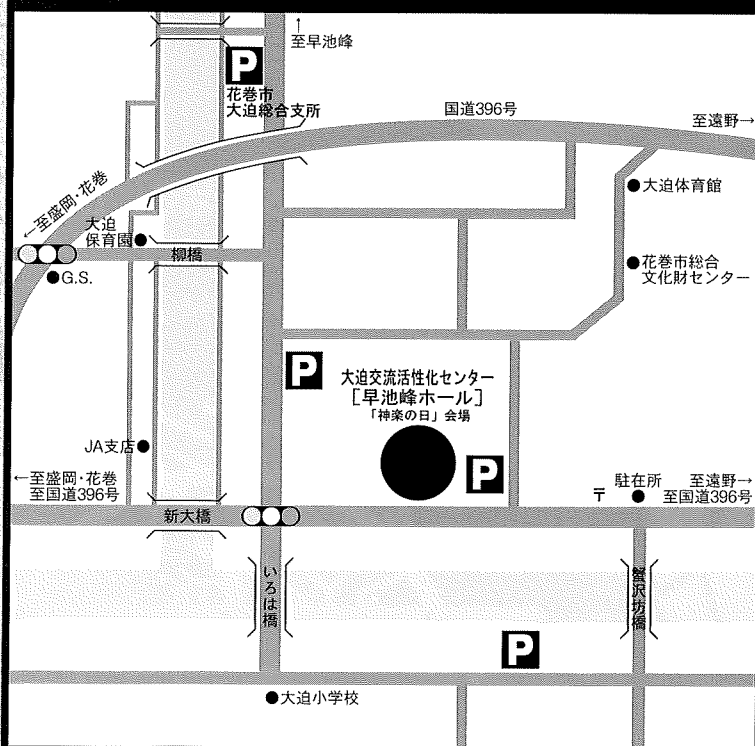 ↑
至早池峰
P
花巻市
大迫総合支所
国道396号
至遠野→
←至盛岡・花巻
大迫体育館
大迫
保育園
柳橋
G.S.
花巻市総合
文化財センター
P
大迫交流活性化センター
［早池峰ホール］
「神楽の日」会場
P
JA支店
←至盛岡・花巻
至国道396号
〒
駐在所
至遠野→
至国道396号
新大橋
いろは橋
蟹沢坊橋
P
大迫小学校